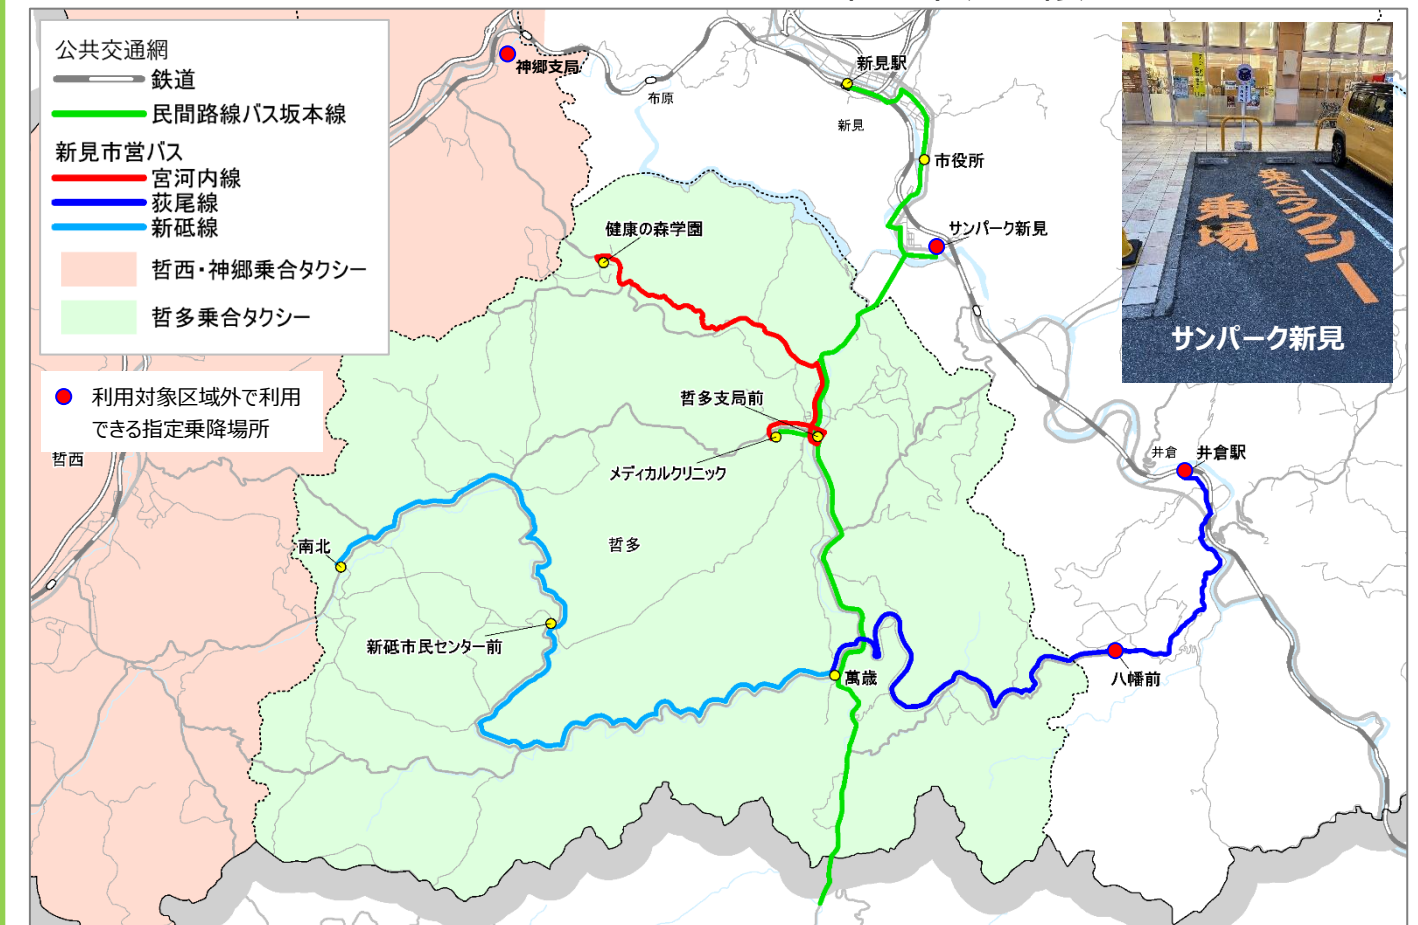 公共交通網
鉄道
民間路線バス坂本線
新見市営バス
宮河内線
荻尾線
新砥線
哲西・神郷乗合タクシー
哲多乗合タクシー
利用対象区域外で利用
できる指定乗降場所
神郷支局
布原
新見駅
新見
市役所
サンパーク新見
健康の森学園
哲多支局前
メディカルクリニック
哲西
井倉
井倉駅
南北
哲多
新砥市民センター前
萬歳
八幡前
乗場
サンパーク新見